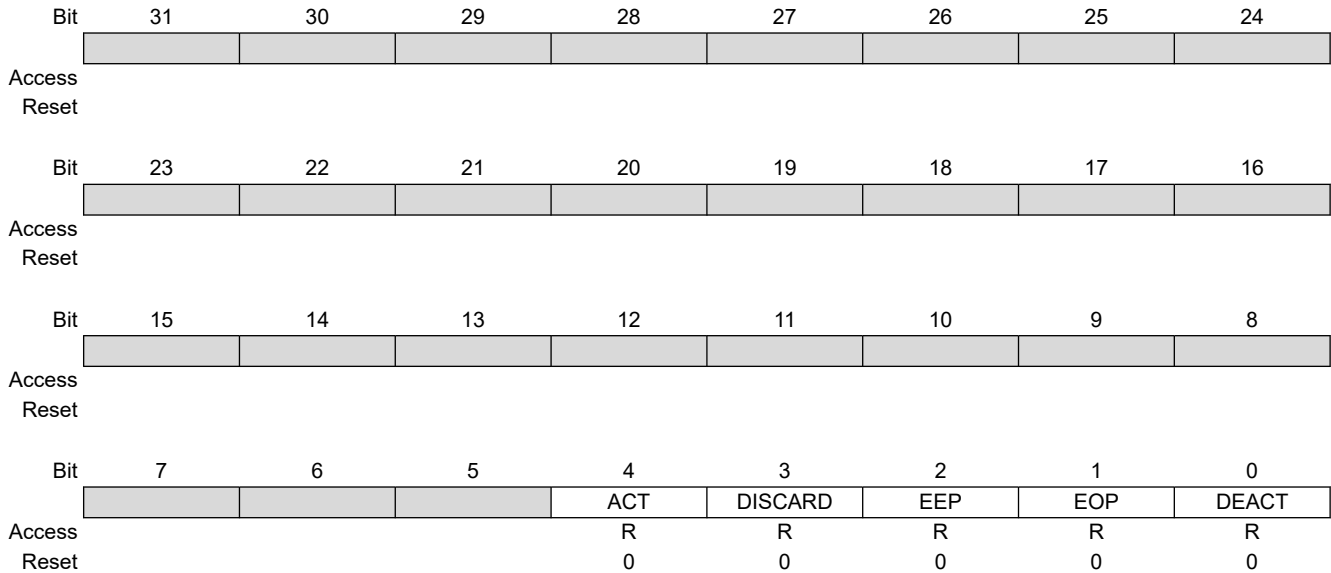 Bit 31 30 29 28 27 26 25 24
Access
Reset
Bit 23 22 21 20 19 18 17 16
Access
Reset
Bit 15 14 13 12 11 10 9 8
Access
Reset
Bit 7 6 5 4 3 2 1 0
ACT DISCARD EEP EOP DEACT
Access R R R R R
Reset 0 0 0 0 0